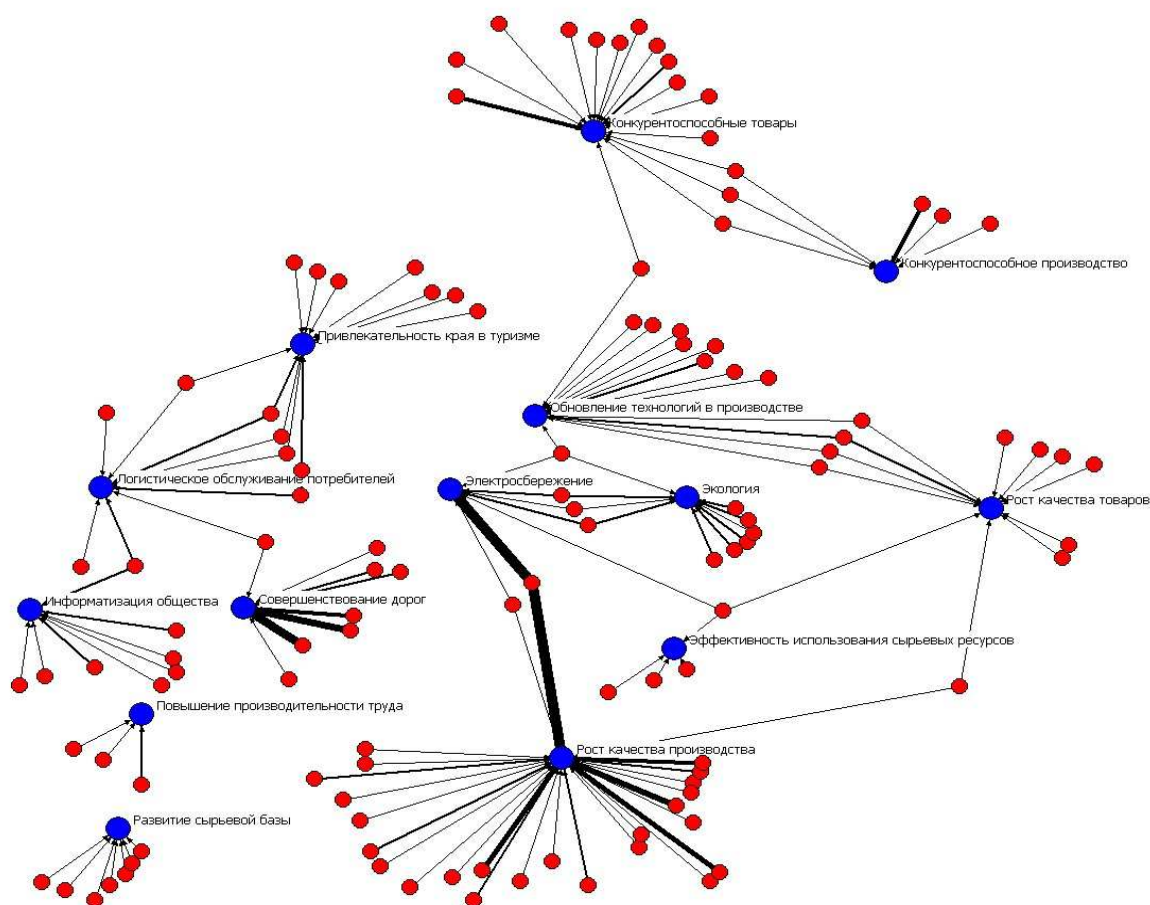 Конкурентоспособные товары
Конкурентоспособное производство
Привлекательность края в туризме
Обновление технологий в производстве
Логистическое обслуживание потребителей
Электросбережение
Экология
Рост качества товаров
Информатизация общества
Совершенствование дорог
Эффективность использования сырьевых ресурсов
Повышение производительности труда
Рост качества производства
Развитие сырьевой базы